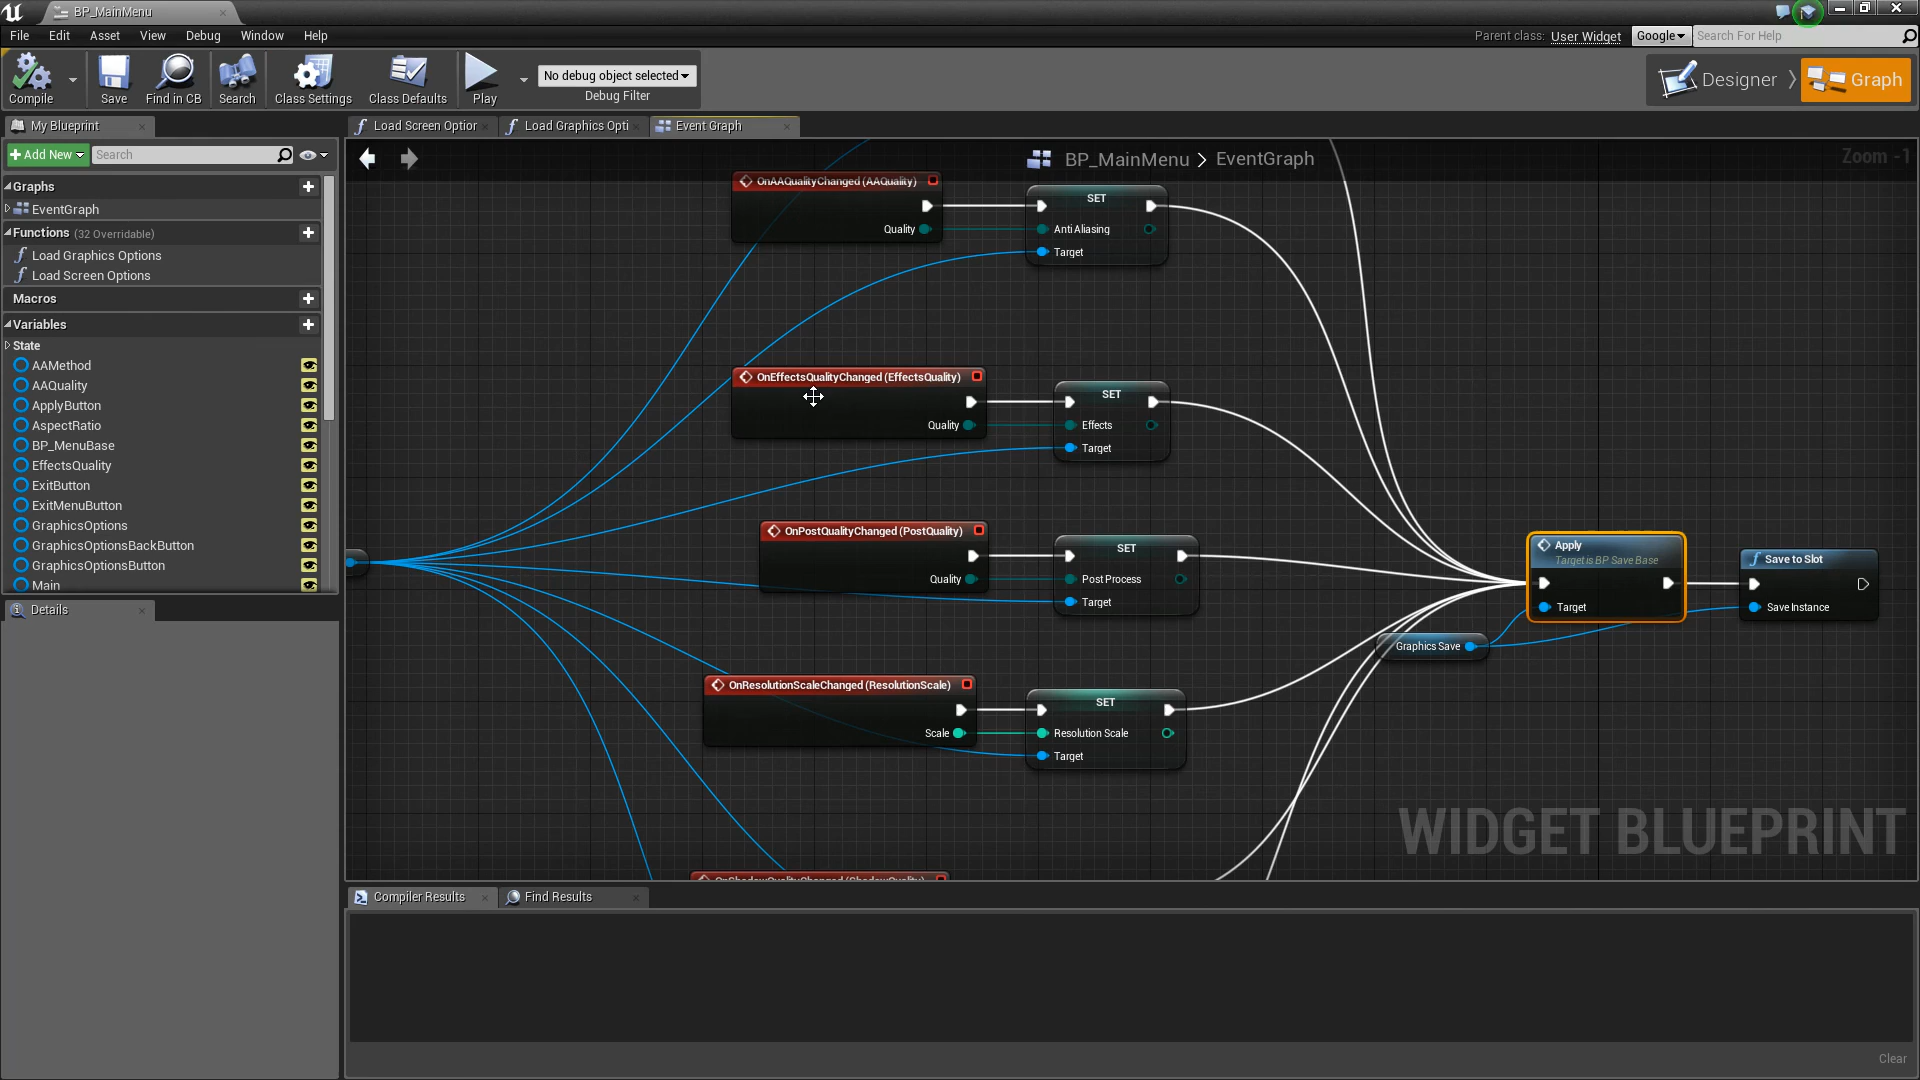 BP_MainMenu
File Edit Asset View Debug Window Help
Parent class: User Widget Google Search For Help
Compile Save Find in CB Search Class Settings Class Defaults Play
No debug object selected
Debug Filter
Designer Graph
My Blueprint
Load Screen Optior Load Graphics Opti Event Graph
Add New Search
BP_MainMenu > EventGraph
Zoom -1
Graphs
EventGraph
Functions (32 Overridable)
Load Graphics Options
Load Screen Options
Macros
Variables
State
AAMethod
AAQuality
ApplyButton
AspectRatio
BP_MenuBase
EffectsQuality
ExitButton
ExitMenuButton
GraphicsOptions
GraphicsOptionsBackButton
GraphicsOptionsButton
Main
Details
OnAAQualityChanged (AAQuality)
Quality
SET
Anti Aliasing
Target
OnEffectsQualityChanged (EffectsQuality)
Quality
SET
Effects
Target
OnPostQualityChanged (PostQuality)
Quality
SET
Post Process
Target
OnResolutionScaleChanged (ResolutionScale)
Scale
SET
Resolution Scale
Target
OnShadowQualityChanged (ShadowQuality)
Apply
Target is BP Save Base
Target
Graphics Save
Save to Slot
Save Instance
WIDGET BLUEPRINT
Compiler Results Find Results
Clear